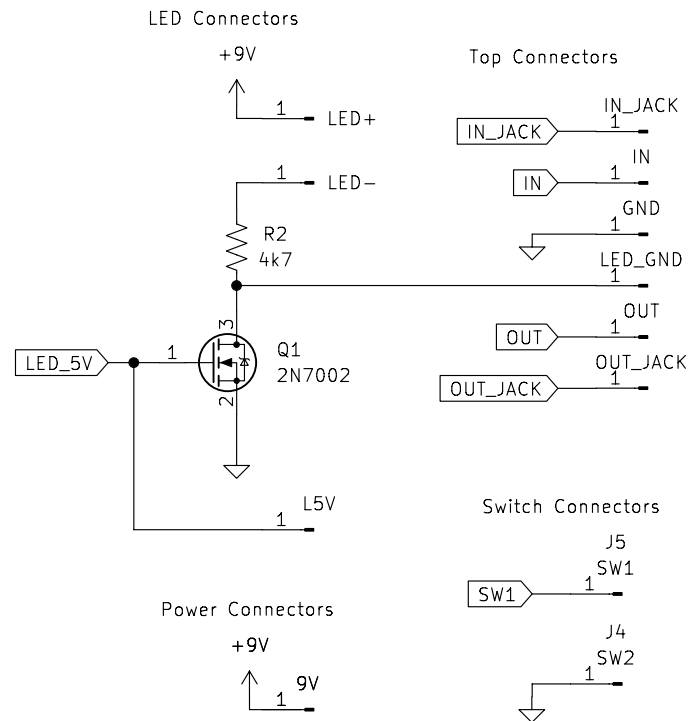 LED Connectors
+9V
1 LED+
1 LED-
R2
4k7
3
LED_5V
1
Q1
2N7002
2
L5V
1
Power Connectors
+9V
9V
1
Top Connectors
IN_JACK
IN_JACK 1
IN
IN 1
GND
1
LED_GND
1
OUT
OUT 1
OUT_JACK
OUT_JACK 1
Switch Connectors
J5
SW1
SW1 1
J4
SW2
1